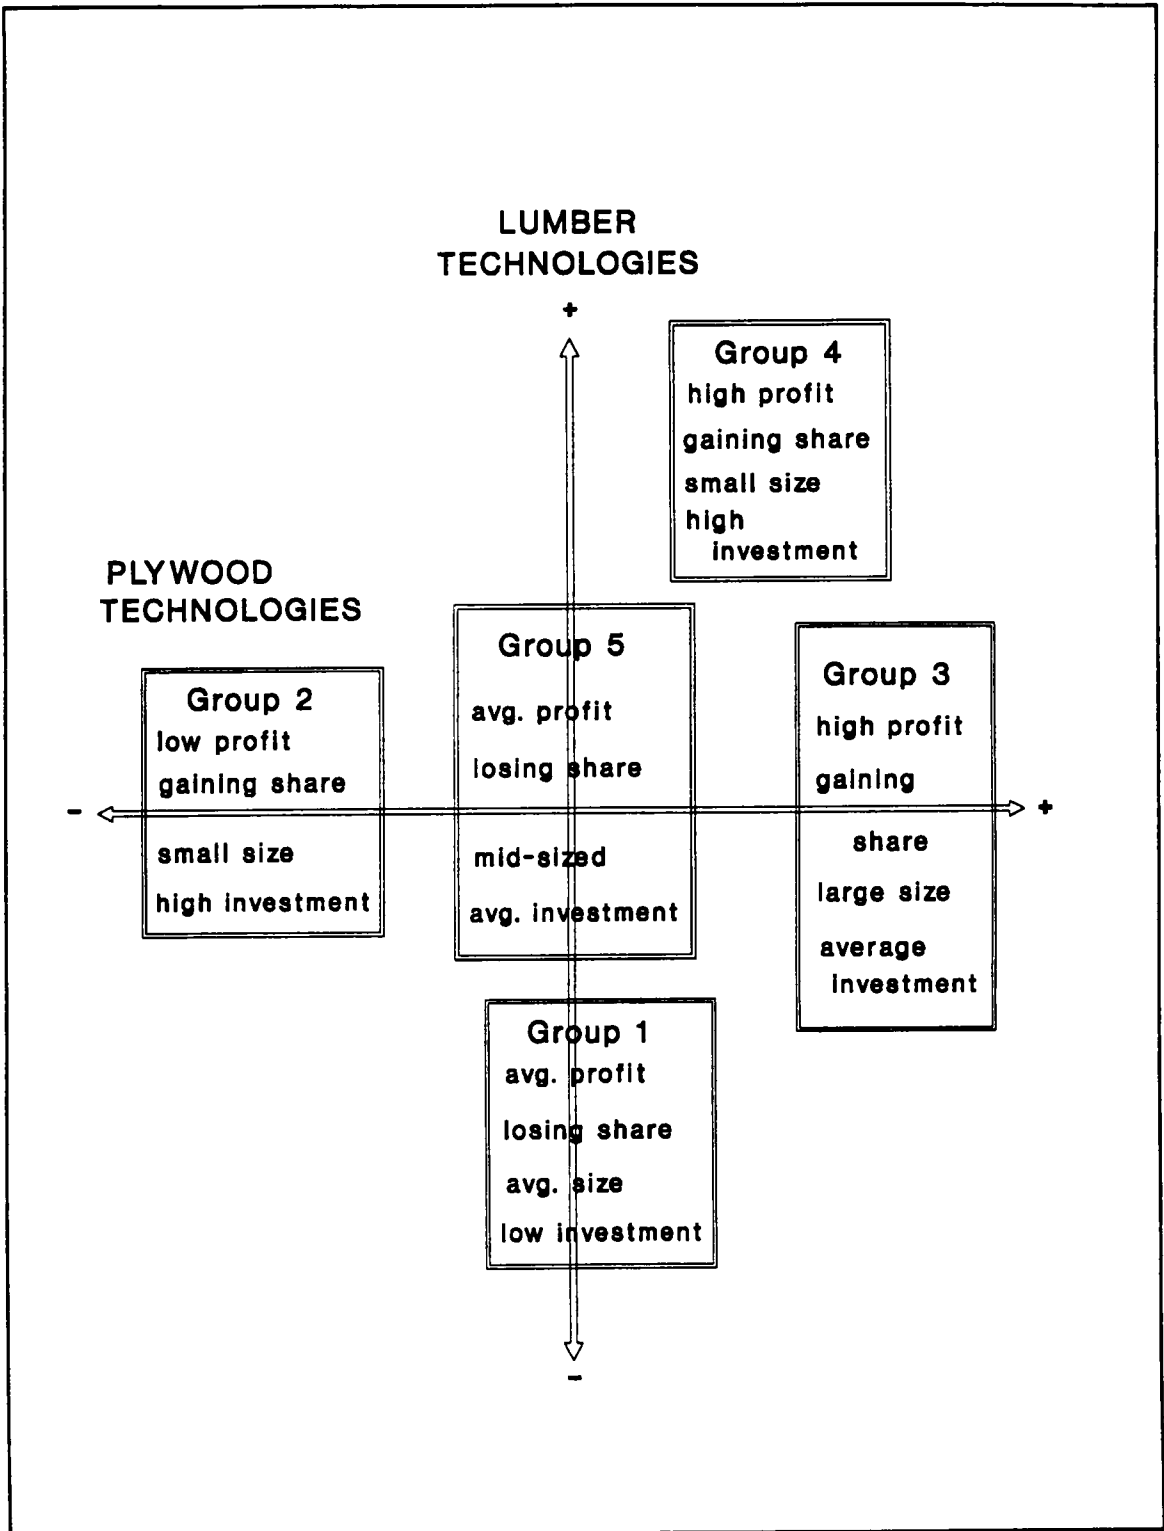 LUMBER
TECHNOLOGIES
+
Group 4
high profit
gaining share
small size
high
investment
PLYWOOD
TECHNOLOGIES
Group 2
low profit
gaining share
small size
high investment
-
Group 5
avg. profit
losing share
mid-sized
avg. investment
Group 3
high profit
gaining
share
large size
average
investment
+
Group 1
avg. profit
losing share
avg. size
low investment
-